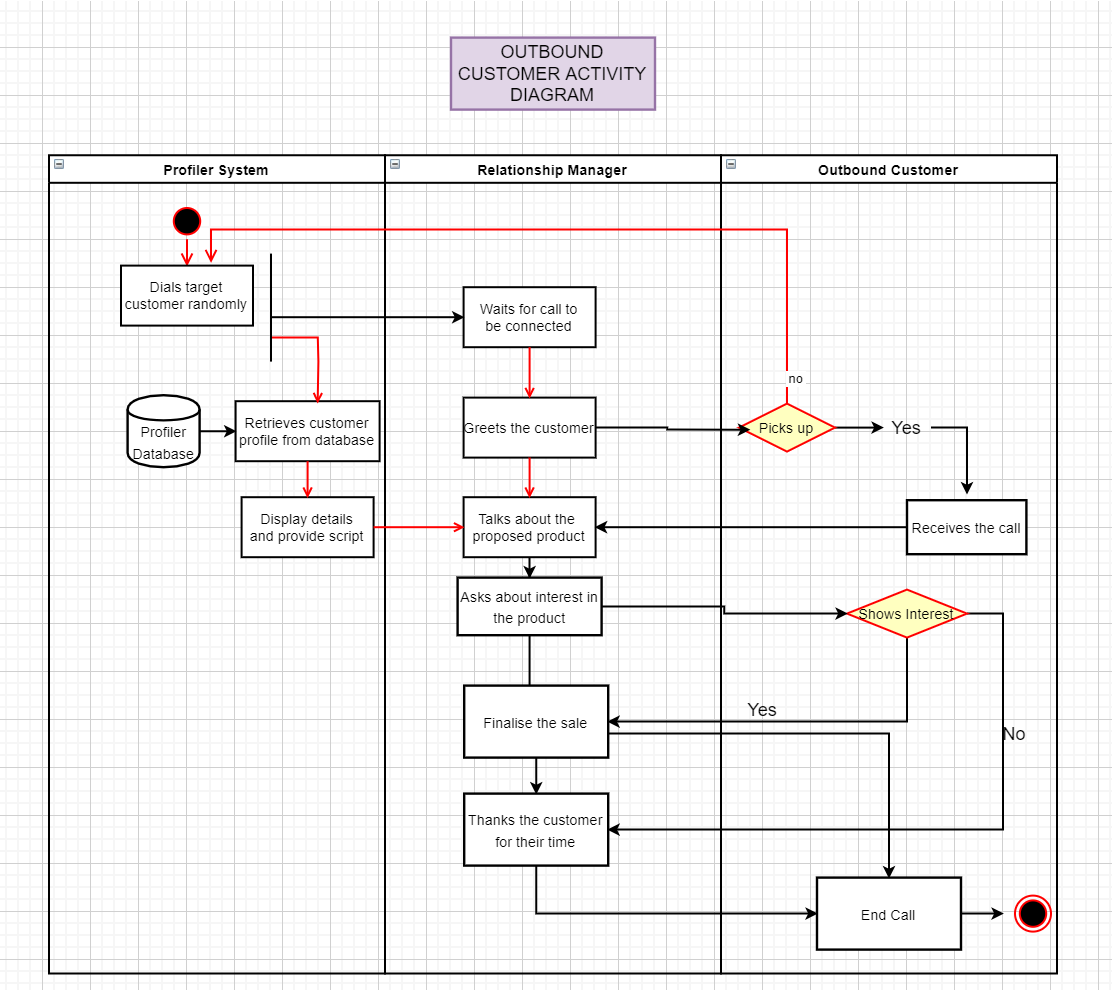 OUTBOUND
CUSTOMER ACTIVITY
DIAGRAM
Profiler System
Relationship Manager
Outbound Customer
Dials target
customer randomly
Waits for call to
be connected
no
Retrieves customer
profile from database
Profiler
Database
Greets the customer
Picks up
Yes
Display details
and provide script
Talks about the
proposed product
Receives the call
Asks about interest in
the product
Shows Interest
Yes
Finalise the sale
No
Thanks the customer
for their time
End Call